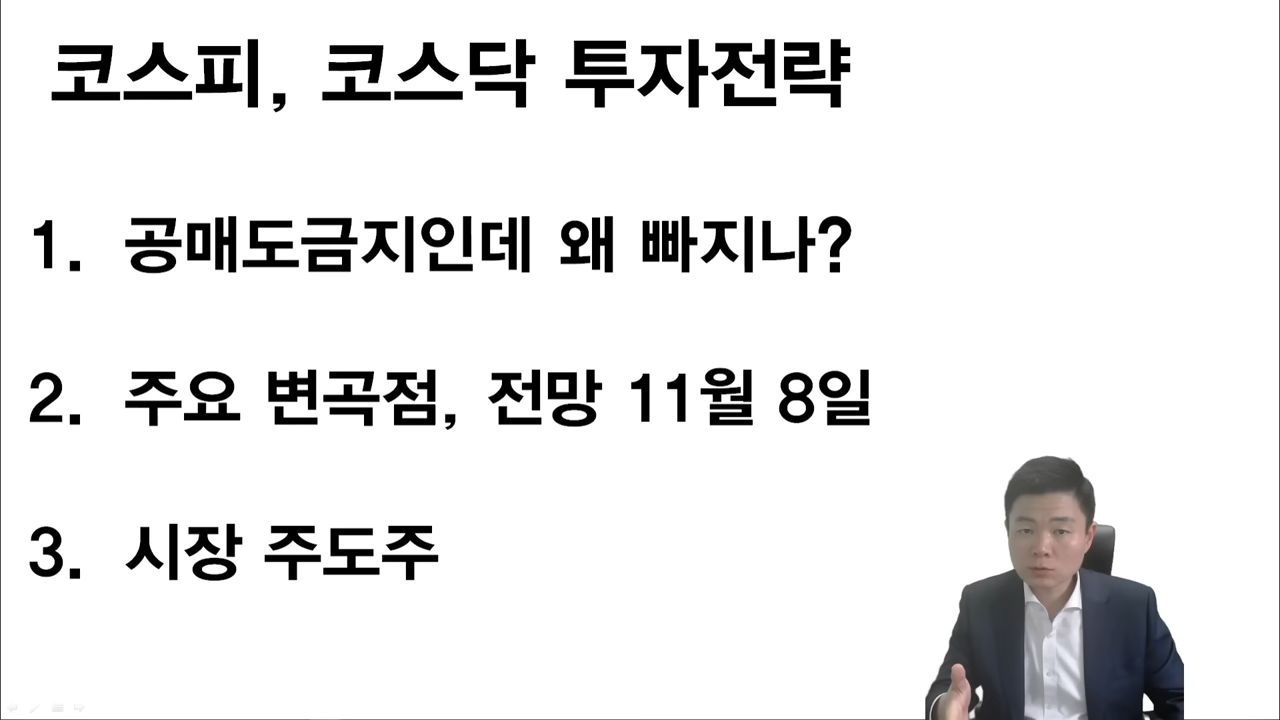 코스피, 코스닥 투자전략
1. 공매도금지인데 왜 빠지나?
2. 주요 변곡점, 전망 11월 8일
3. 시장 주도주